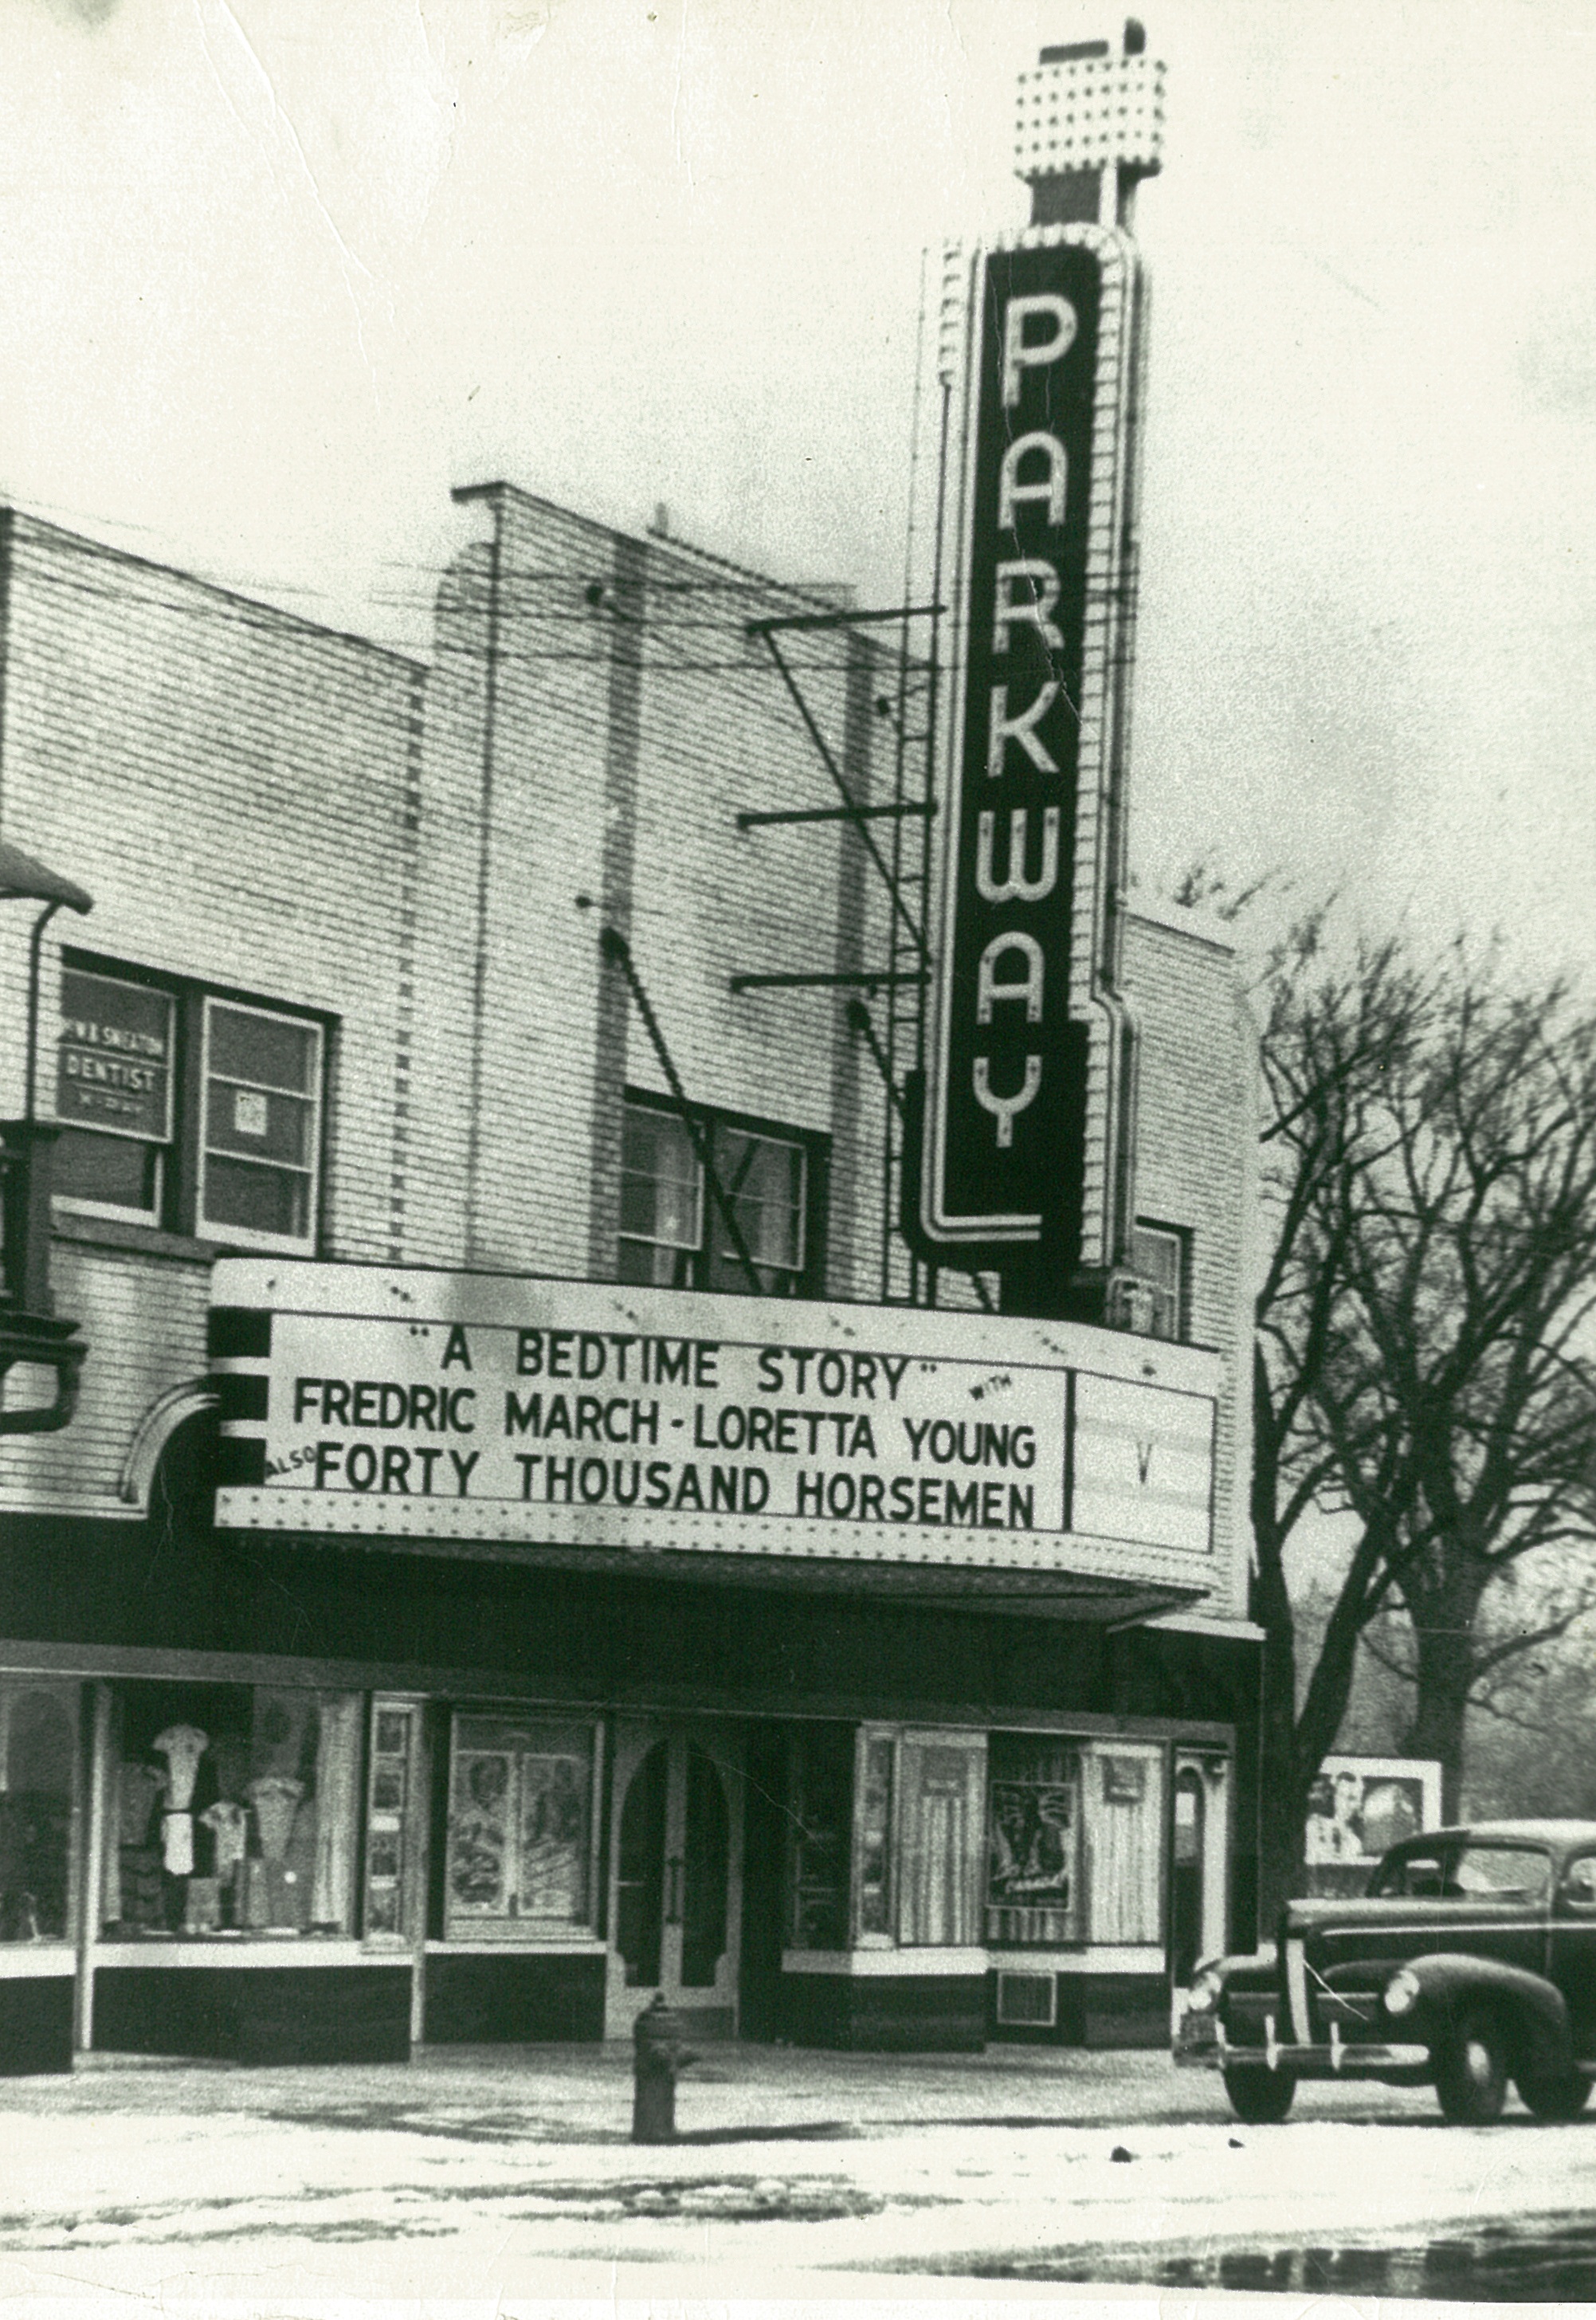 PARKWAY
DENTIST
"A BEDTIME STORY" WITH
FREDRIC MARCH-LORETTA YOUNG
ALSO FORTY THOUSAND HORSEMEN
V